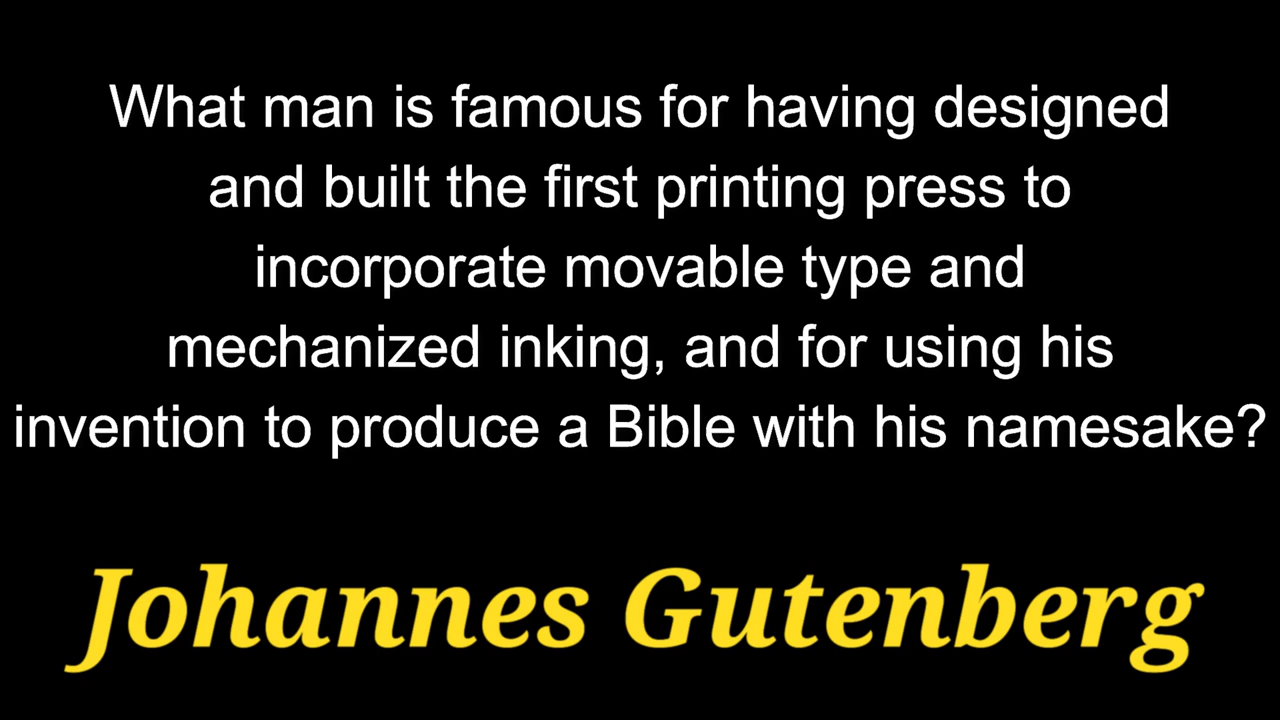 What man is famous for having designed
and built the first printing press to
incorporate movable type and
mechanized inking, and for using his
invention to produce a Bible with his namesake?
Johannes Gutenberg